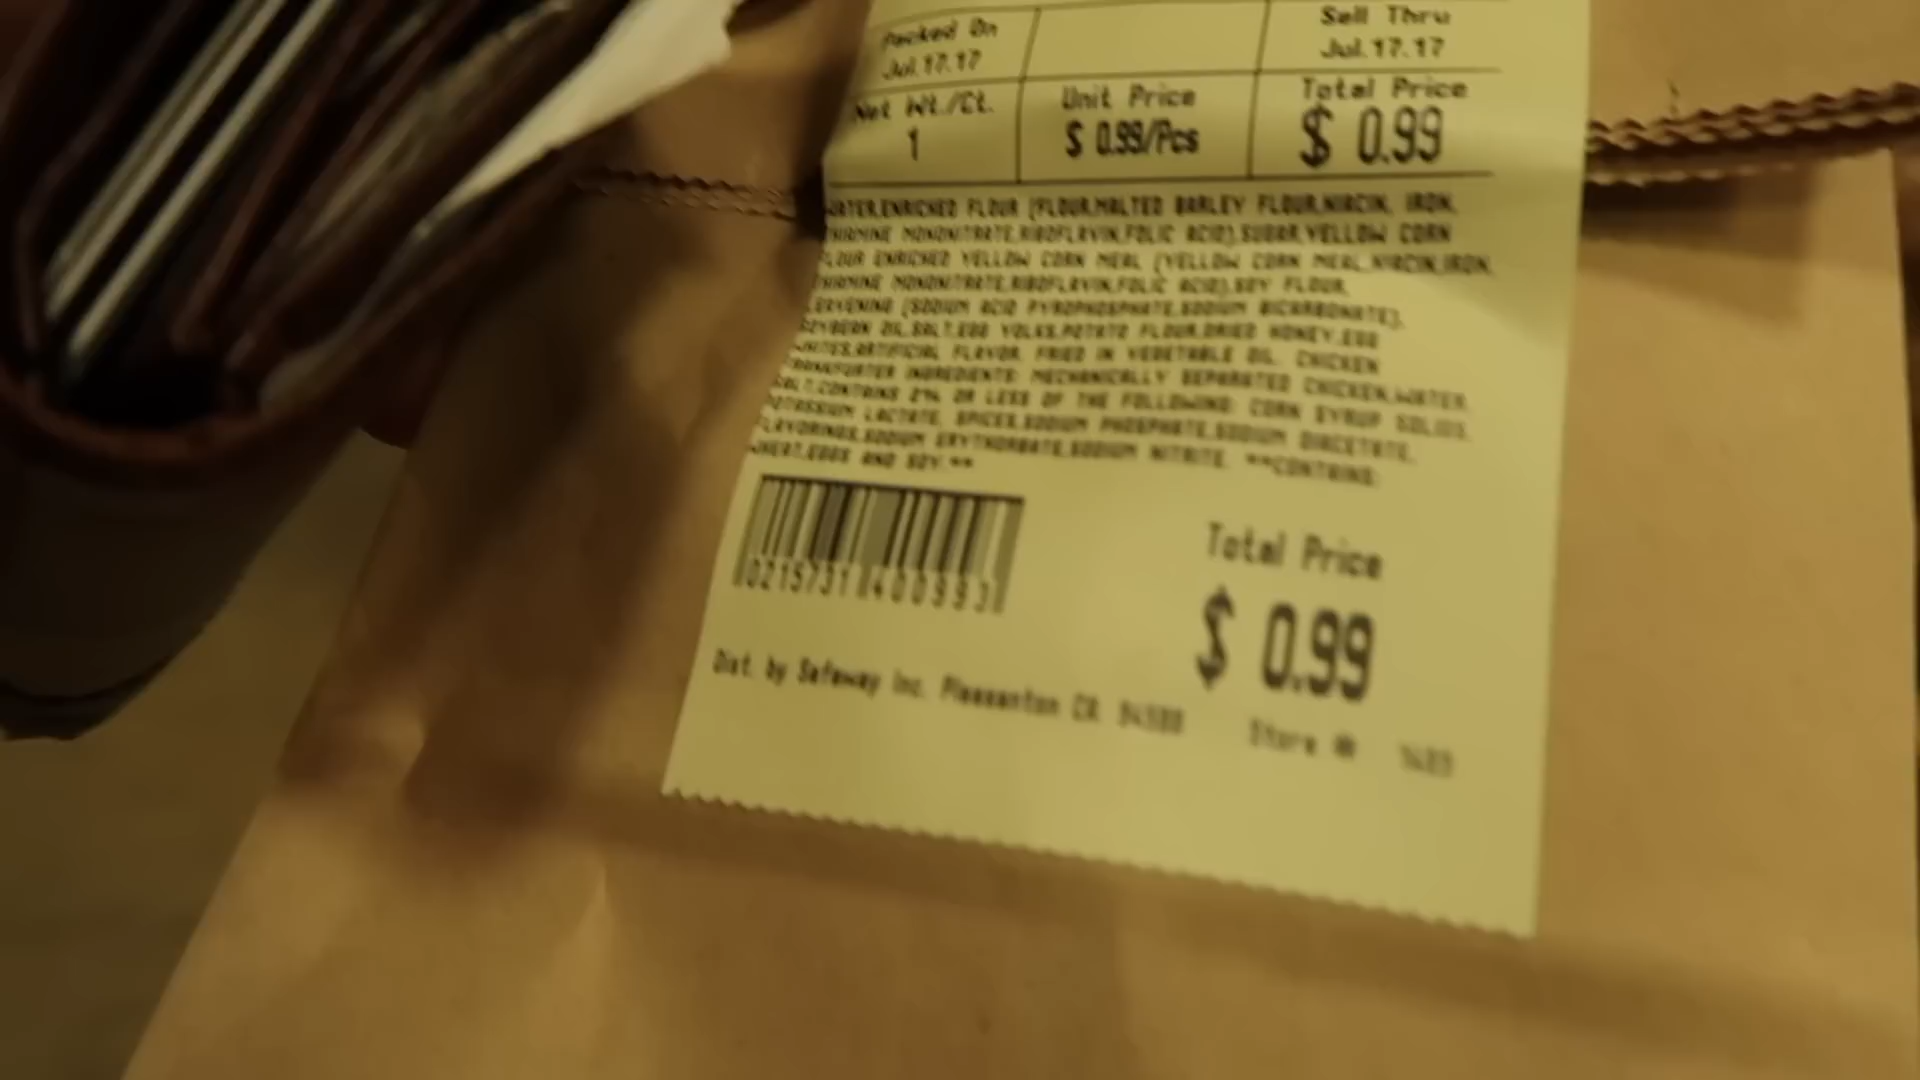 Packed On
Jul.17.17
Sell Thru
Jul.17.17
Net Wt./Ct.
1
Unit Price
$ 0.99/Pcs
Total Price
$ 0.99
WATER,ENRICHED FLOUR (FLOUR,MALTED BARLEY FLOUR,NIACIN, IRON,
THIAMINE MONONITRATE,RIBOFLAVIN,FOLIC ACID),SUGAR,YELLOW CORN
FLOUR ENRICHED YELLOW CORN MEAL (YELLOW CORN MEAL,NIACIN,IRON,
THIAMINE MONONITRATE,RIBOFLAVIN,FOLIC ACID),SOY FLOUR,
LEAVENING (SODIUM ACID PYROPHOSPHATE,SODIUM BICARBONATE),
SOYBEAN OIL,SALT,EGG YOLKS,POTATO FLOUR,DRIED HONEY,EGG
WHITES,ARTIFICIAL FLAVOR, FRIED IN VEGETABLE OIL. CHICKEN
FRANKFURTER INGREDIENTS: MECHANICALLY SEPARATED CHICKEN,WATER,
SALT,CONTAINS 2% OR LESS OF THE FOLLOWING: CORN SYRUP SOLIDS,
POTASSIUM LACTATE, SPICES,SODIUM PHOSPHATE,SODIUM DIACETATE,
FLAVORINGS,SODIUM ERYTHORBATE,SODIUM NITRITE. **CONTAINS:
WHEAT,EGGS AND SOY.**
0215731400993
Total Price
$ 0.99
Dist. by Safeway Inc. Pleasanton CA
Store #